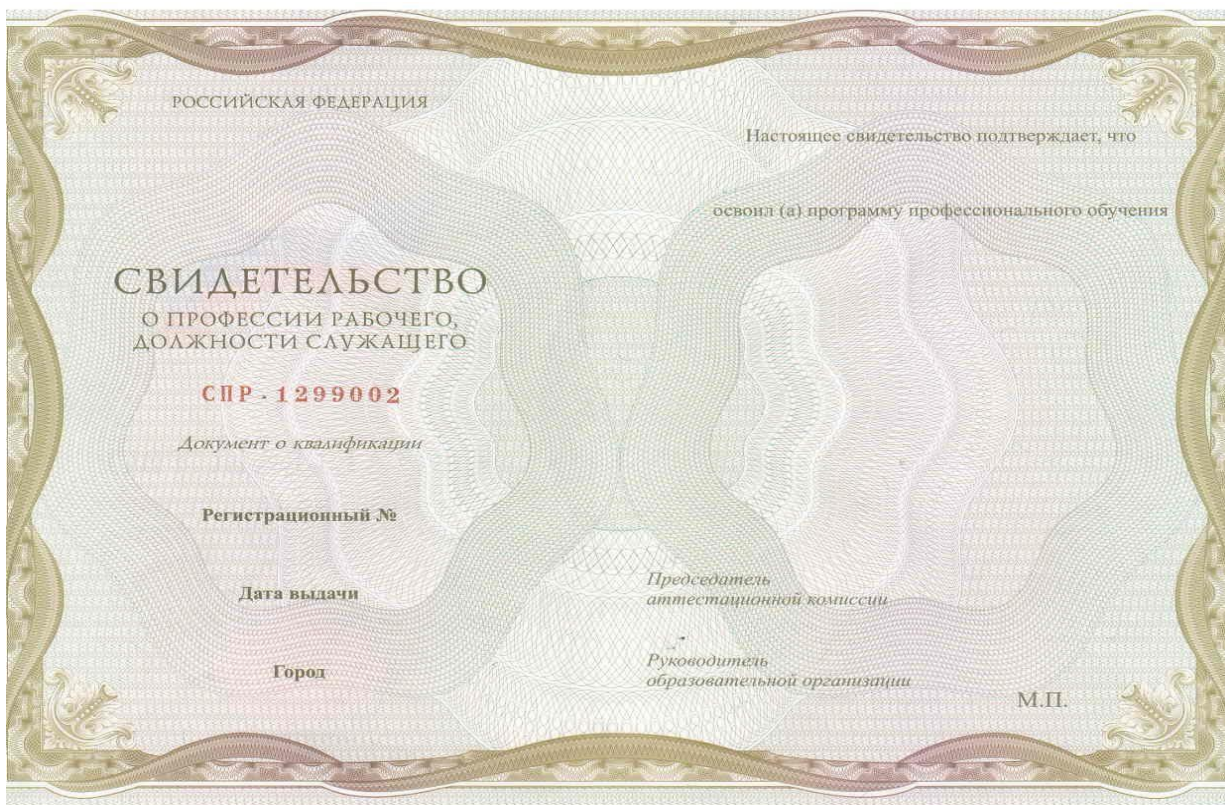 РОССИЙСКАЯ ФЕДЕРАЦИЯ
СВИДЕТЕЛЬСТВО
О ПРОФЕССИИ РАБОЧЕГО,
ДОЛЖНОСТИ СЛУЖАЩЕГО
СПР - 1299002
Документ о квалификации
Регистрационный №
Дата выдачи
Город
Настоящее свидетельство подтверждает, что
освоил (а) программу профессионального обучения
Председатель
аттестационной комиссии
Руководитель
образовательной организации
М.П.